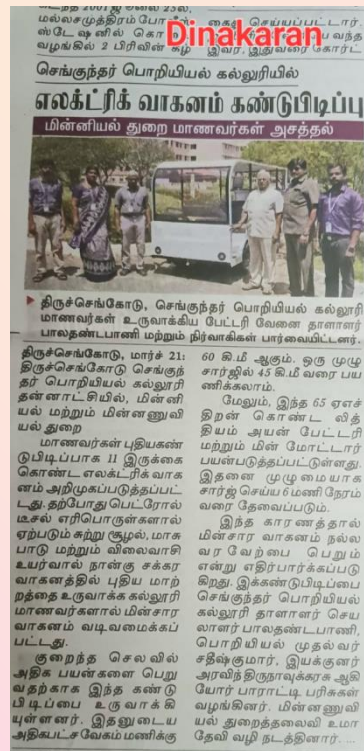 மல்லசமுத்திரம் போ
ஸ்டேஷனில் கொ
வழங்கில் 2 பிரிவின் கீழ்
கைது செய்யப்பட்டார்.
Dinakaran
செங்குந்தர் பொறியியல் கல்லூரியில்
எலக்ட்ரிக் வாகனம் கண்டுபிடிப்பு
மின்னியல் துறை மாணவர்கள் அசத்தல்
திருச்செங்கோடு, செங்குந்தர் பொறியியல் கல்லூரி
மாணவர்கள் உருவாக்கிய பேட்டரி வேனை தாளாளர்
பாலதண்டபாணி மற்றும் நிர்வாகிகள் பார்வையிட்டனர்.
திருச்செங்கோடு, மார்ச் 21:
திருச்செங்கோடு செங்குந்
தர் பொறியியல் கல்லூரி
தன்னாட்சியில், மின்னி
யல் மற்றும் மின்னணுவி
யல் துறை
மாணவர்கள் புதியகண்
டுபிடிப்பாக 11 இருக்கை
கொண்ட எலக்ட்ரிக் வாக
னம் அறிமுகப்படுத்தப்பட்
டது. தற்போது பெட்ரோல்
டீசல் எரிபொருள்களால்
ஏற்படும் சுற்று சூழல், மாசு
பாடு மற்றும் விலைவாசி
உயர்வால் நான்கு சக்கர
வாகனத்தில் புதிய மாற்
றத்தை உருவாக்க கல்லூரி
மாணவர்களால் மின்சார
வாகனம் வடிவமைக்கப்
பட்டது.
குறைந்த செலவில்
அதிக பயன்களை பெறு
வதற்காக இந்த கண்டு
பிடிப்பை உருவாக்கி
யுள்ளனர். இதனுடைய
அதிகபட்ச வேகம் மணிக்கு
60 கி.மீ ஆகும். ஒரு முழு
சார்ஜில் 45 கி.மீ வரை பய
ணிக்கலாம்.
மேலும், இந்த 65 ஏஎச்
திறன் கொண்ட லித்
தியம் அயன் பேட்டரி
மற்றும் மின் மோட்டார்
பயன்படுத்தப்பட்டுள்ளது.
இதனை முழுமையாக
சார்ஜ் செய்ய 6 மணி நேரம்
வரை தேவைப்படும்.
இந்த காரணத்தால்
மின்சார வாகனம் நல்ல
வரவேற்பை பெறும்
என்று எதிர்பார்க்கப்படு
கிறது. இக்கண்டுபிடிப்பை
செங்குந்தர் பொறியியல்
கல்லூரி தாளாளர் செய
லாளர் பாலதண்டபாணி,
பொறியியல் முதல்வர்
சதீஷ்குமார், இயக்குனர்
அரவிந்திருநாவுக்கரசு ஆகி
யோர் பாராட்டி பரிசுகள்
வழங்கினர். மின்னணுவி
யல் துறைத்தலைவி உமா
தேவி வழி நடத்தினார்.